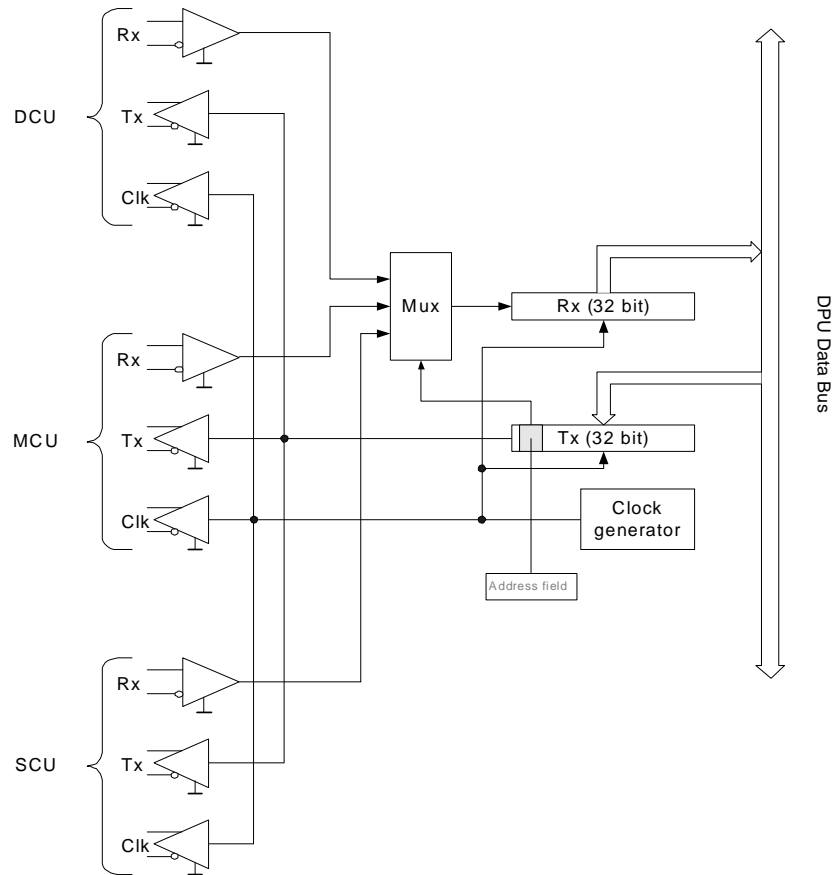 DCU
Rx
Tx
Clk
Mux
Rx (32 bit)
DPU Data Bus
MCU
Rx
Tx
Clk
Tx (32 bit)
Clock
generator
Address field
SCU
Rx
Tx
Clk